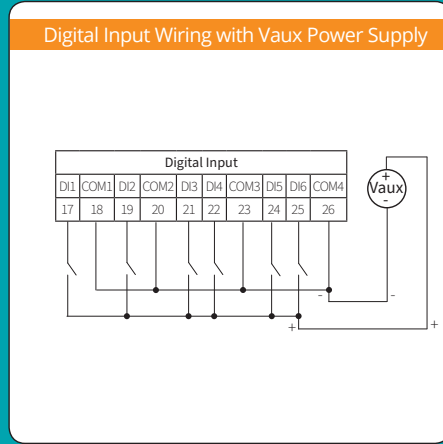 Digital Input Wiring with Vaux Power Supply
Digital Input
DI1 COM1 DI2 COM2 DI3 DI4 COM3 DI5 DI6 COM4
17 18 19 20 21 22 23 24 25 26
+
Vaux
-
- -
+ +